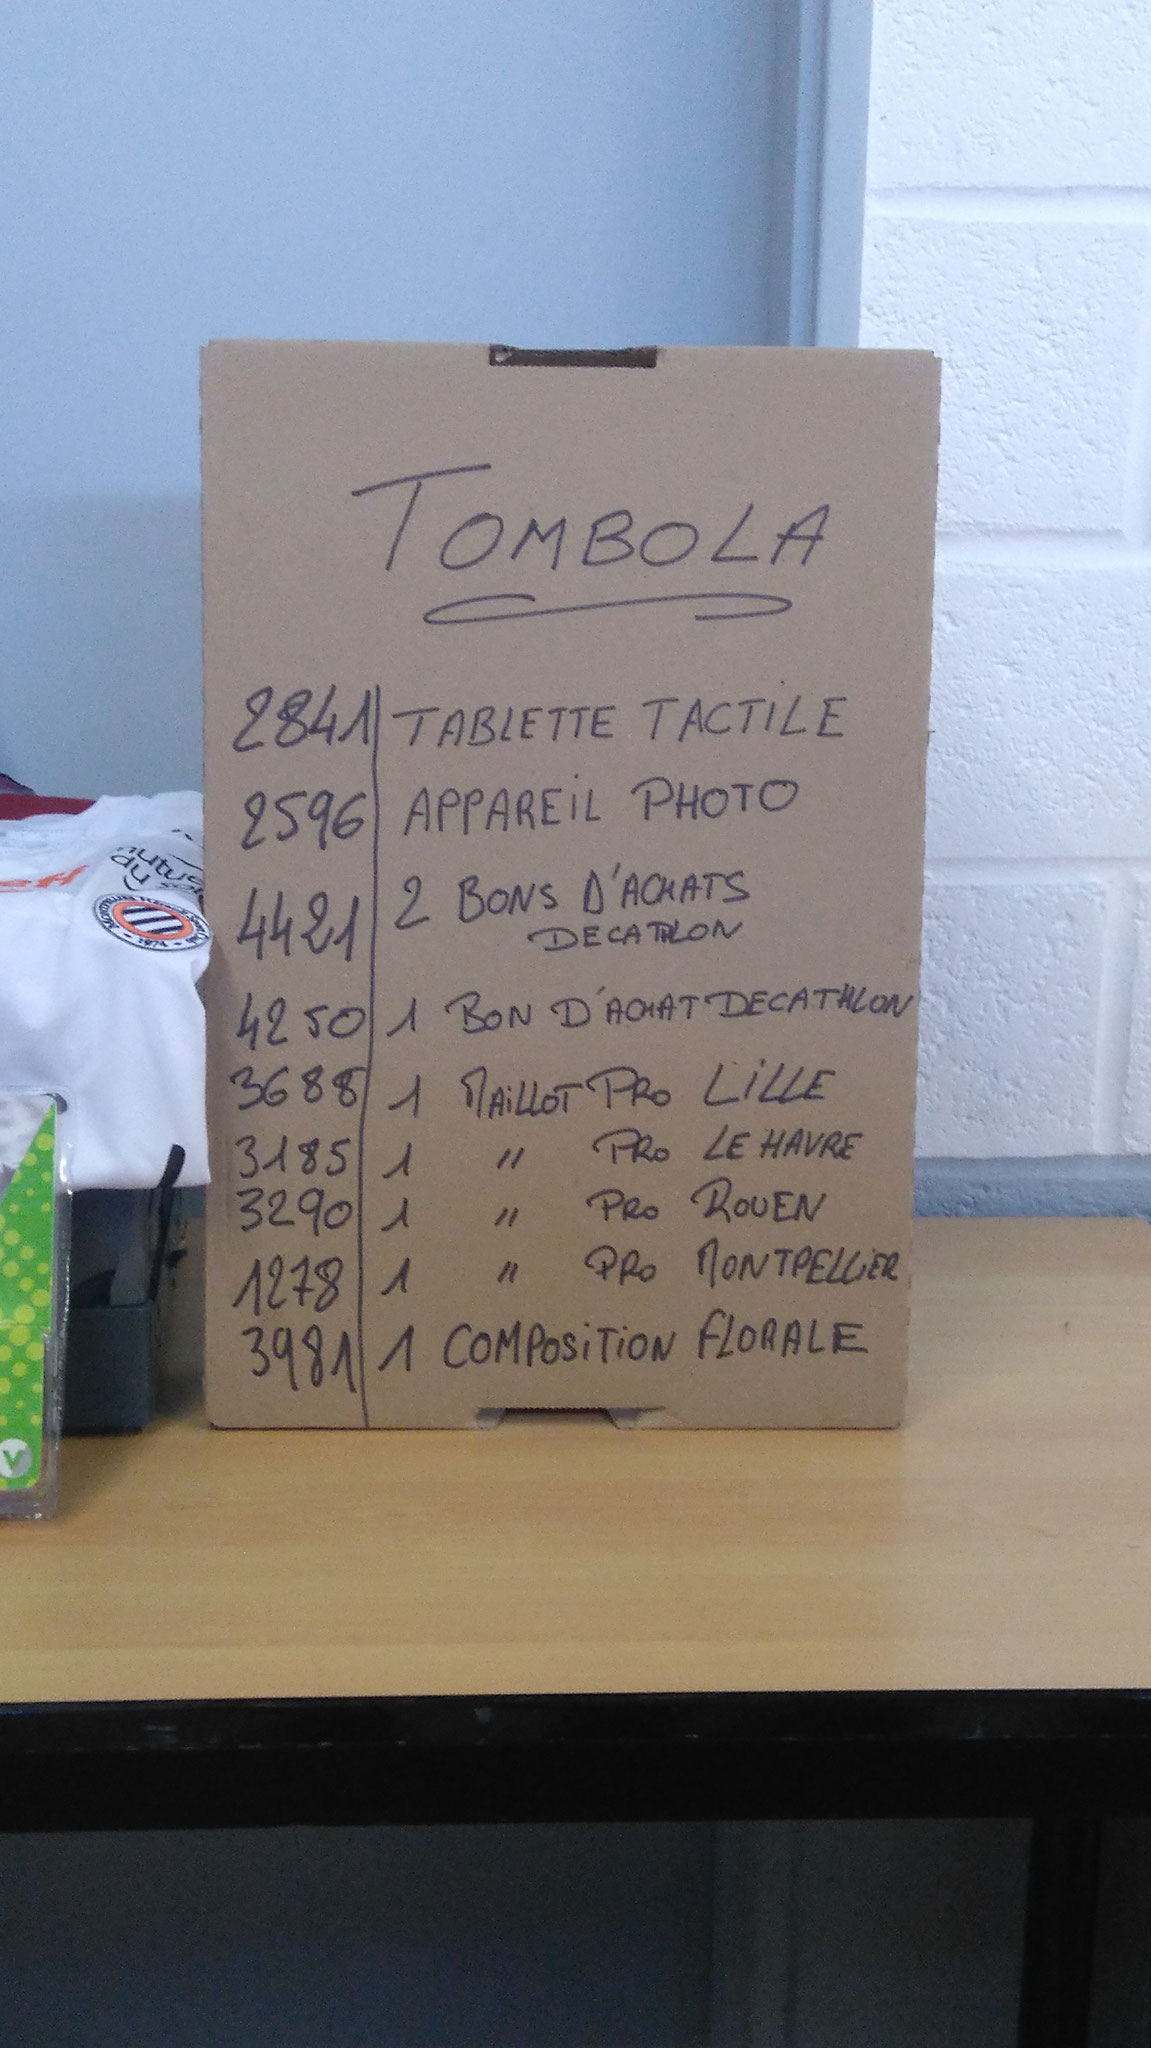 TOMBOLA
2841 TABLETTE TACTILE
2596 APPAREIL PHOTO
4421 2 BONS D'ACHATS
DECATHLON
4250 1 BON D'ACHAT DECATHLON
3688 1 MAILLOT PRO LILLE
3185 1 " PRO LE HAVRE
3290 1 " PRO ROUEN
1278 1 " PRO MONTPELLIER
3981 1 COMPOSITION FLORALE
1974
V